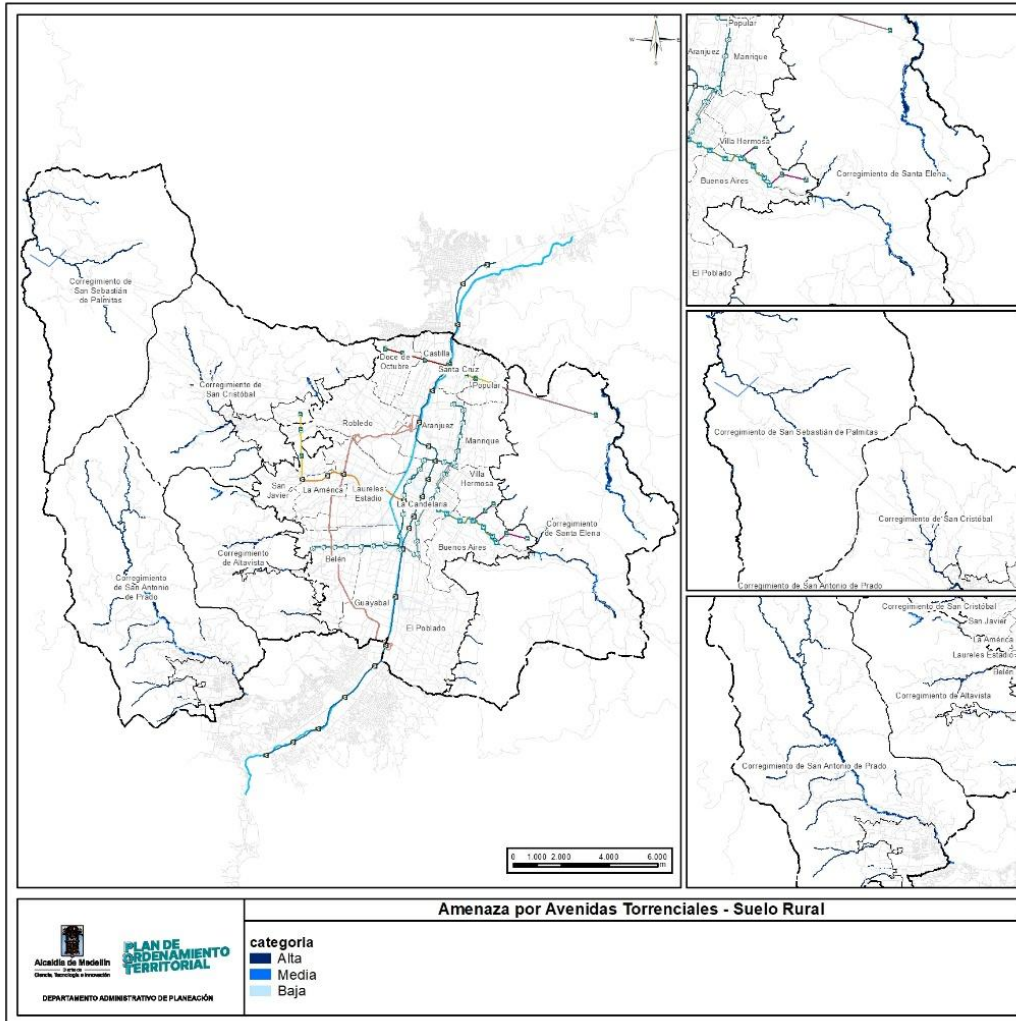 Corregimiento de
San Sebastián
de Palmitas
Corregimiento de
San Cristóbal
Doce de
Octubre
Castilla
Santa Cruz
Popular
Robledo
Aranjuez
Manrique
San
Javier
La América
Laureles
Estadio
Villa
Hermosa
La Candelaria
Corregimiento
de Santa Elena
Buenos Aires
Corregimiento
de Altavista
Belén
Corregimiento
de San Antonio
de Prado
Guayabal
El Poblado
0 1.000 2.000 4.000 6.000
m
Popular
Aranjuez
Manrique
Villa Hermosa
Corregimiento de Santa Elena
Buenos Aires
El Poblado
Corregimiento de San Sebastián de Palmitas
Corregimiento de San Cristóbal
Corregimiento de San Antonio de Prado
Corregimiento de San Cristóbal
San Javier
La América
Laureles Estadio
Belén
Corregimiento de Altavista
Corregimiento de San Antonio de Prado
Amenaza por Avenidas Torrenciales - Suelo Rural
categoria
Alta
Media
Baja
Alcaldía de Medellín
Distrito de
Ciencia, Tecnología e Innovación
PLAN DE
ORDENAMIENTO
TERRITORIAL
DEPARTAMENTO ADMINISTRATIVO DE PLANEACIÓN